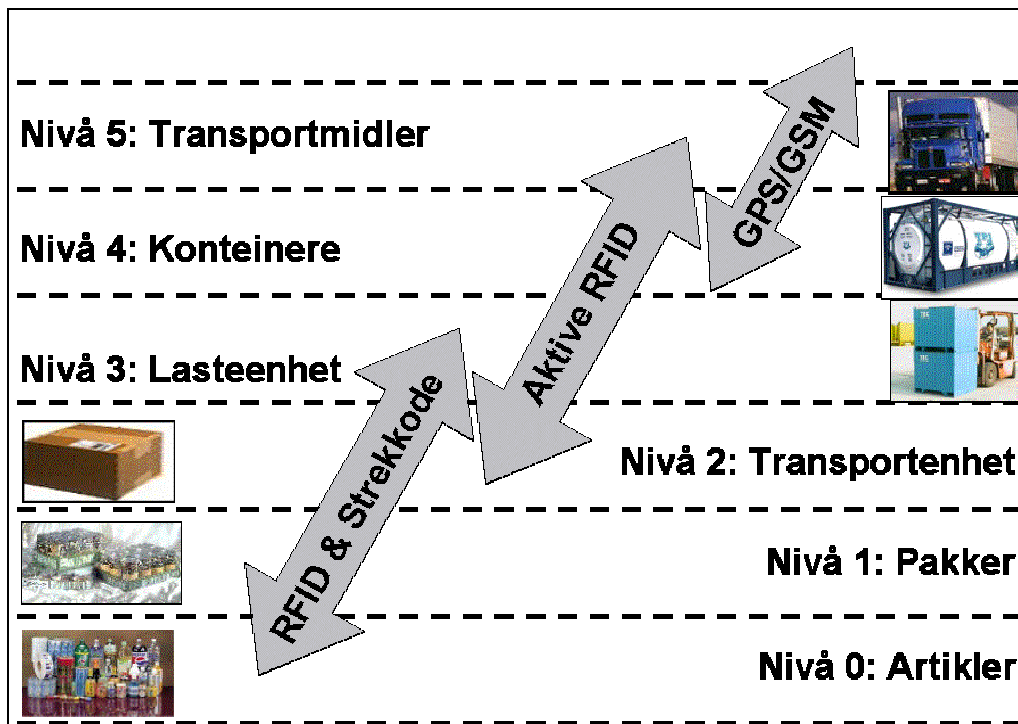 Nivå 5: Transportmidler
GPS/GSM
Nivå 4: Konteinere
Aktive RFID
Nivå 3: Lasteenhet
RFID & Strekkode
Nivå 2: Transportenhet
Nivå 1: Pakker
Nivå 0: Artikler